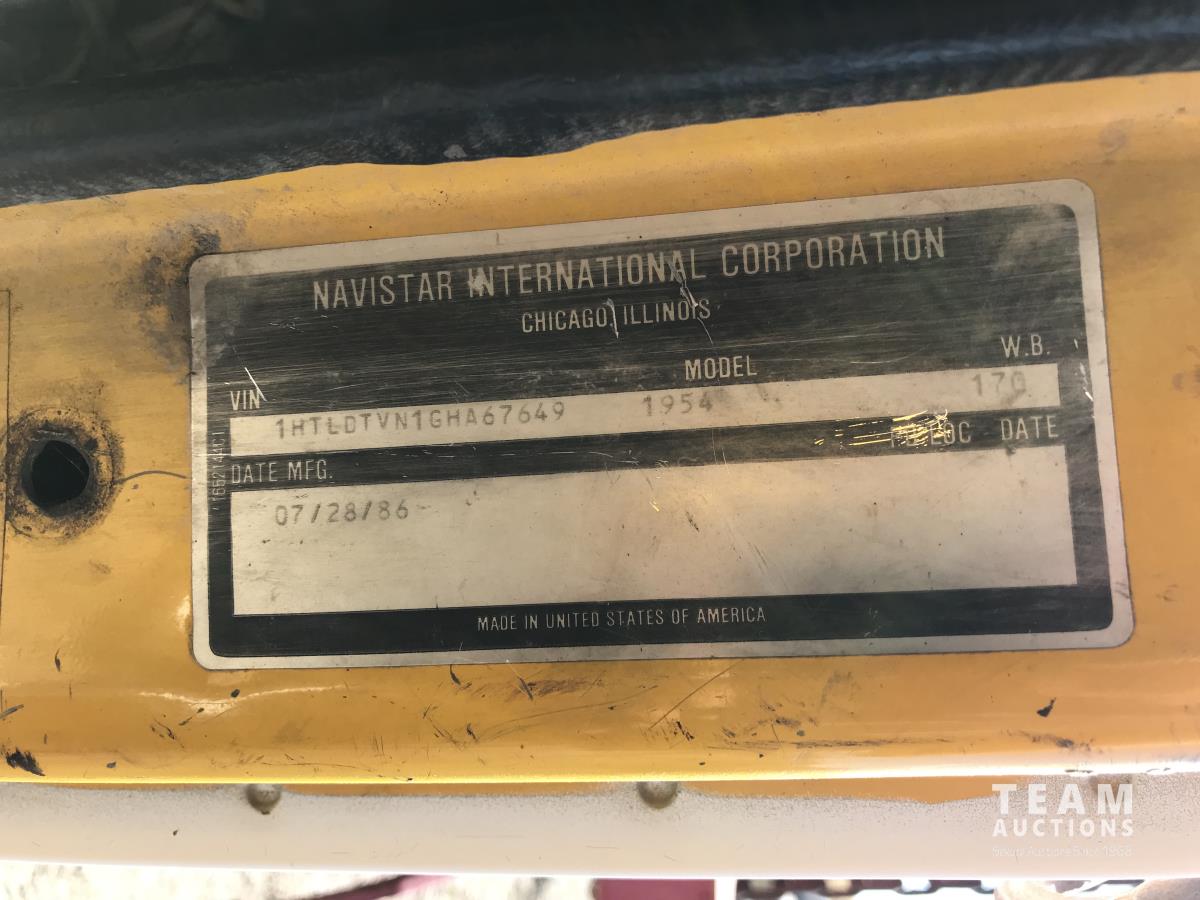 NAVISTAR INTERNATIONAL CORPORATION
CHICAGO, ILLINOIS
VIN MODEL W.B.
1HTLDTVN1GHA67649 1954 170
DATE MFG. DATE
07/28/86
MADE IN UNITED STATES OF AMERICA
TEAM
AUCTIONS